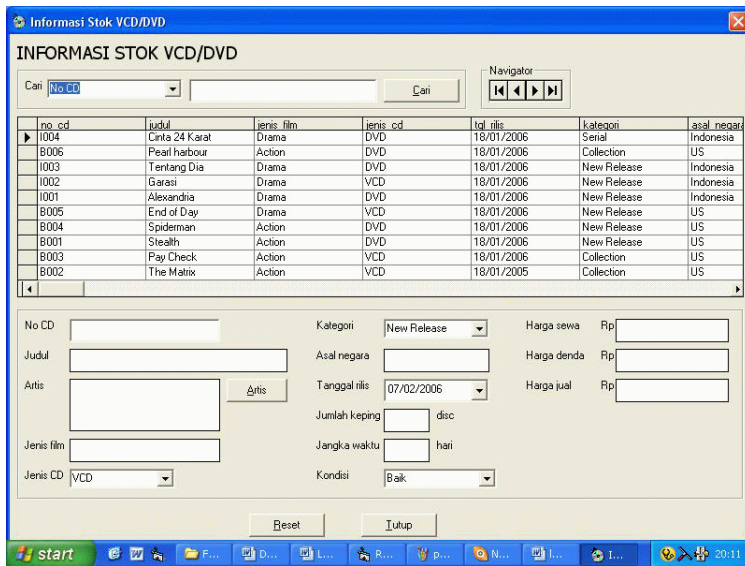 Informasi Stok VCD/DVD
INFORMASI STOK VCD/DVD
Cari No CD Cari
Navigator
no_cd judul jenis_film jenis_cd tgl_rilis kategori asal_negara
I004 Cinta 24 Karat Drama DVD 18/01/2006 Serial Indonesia
B006 Pearl harbour Action DVD 18/01/2006 Collection US
I003 Tentang Dia Drama DVD 18/01/2006 New Release Indonesia
I002 Garasi Drama VCD 18/01/2006 New Release Indonesia
I001 Alexandria Drama DVD 18/01/2006 New Release Indonesia
B005 End of Day Drama VCD 18/01/2006 New Release US
B004 Spiderman Action DVD 18/01/2006 New Release US
B001 Stealth Action DVD 18/01/2006 New Release US
B003 Pay Check Action VCD 18/01/2006 Collection US
B002 The Matrix Action VCD 18/01/2005 Collection US
No CD Kategori New Release Harga sewa Rp
Judul Asal negara Harga denda Rp
Artis Artis Tanggal rilis 07/02/2006 Harga jual Rp
Jumlah keping disc
Jenis film Jangka waktu hari
Jenis CD VCD Kondisi Baik
Reset Tutup
start F... D... L... R... p... N... I... I... 20:11